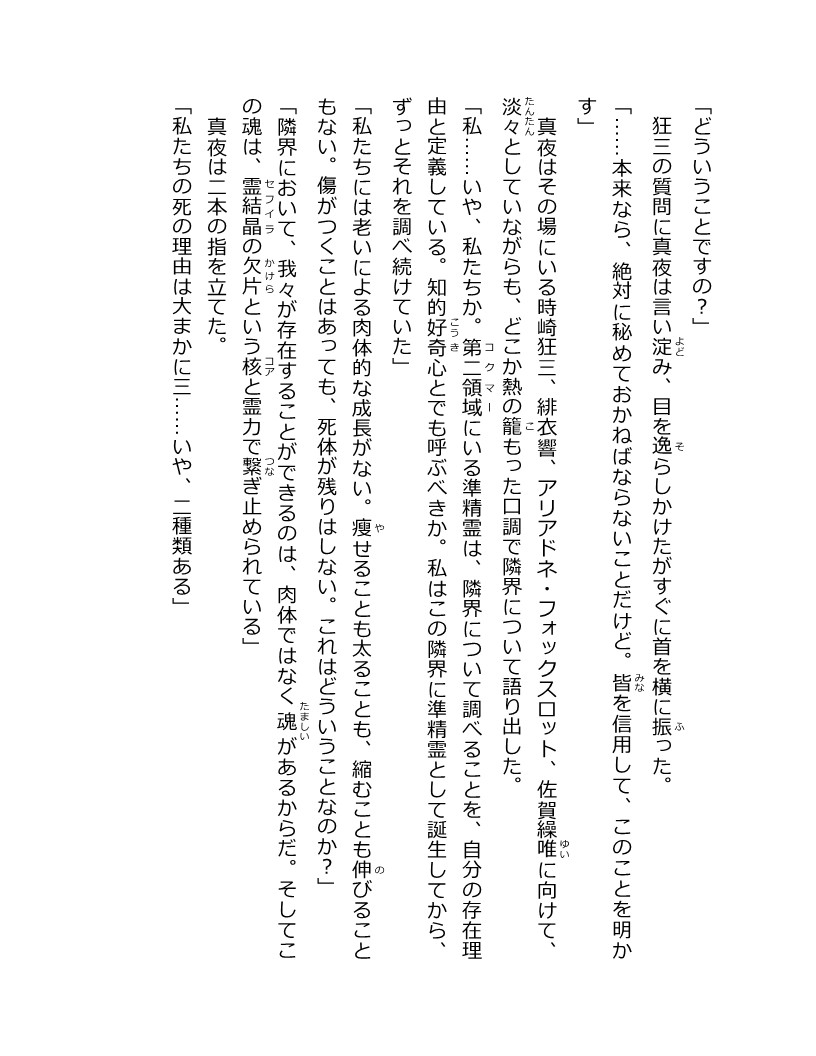 「どういうことですの？」
　狂三の質問に真夜は言い淀み、目を逸らしかけたがすぐに首を横に振った。
「……本来なら、絶対に秘めておかねばならないことだけど。皆を信用して、このことを明か
す」
　真夜はその場にいる時崎狂三、緋衣響、アリアドネ・フォックスロット、佐賀繰唯に向けて、
淡々としていながらも、どこか熱の籠もった口調で隣界について語り出した。
「私……いや、私たちか。第二領域にいる準精霊は、隣界について調べることを、自分の存在理
由と定義している。知的好奇心とでも呼ぶべきか。私はこの隣界に準精霊として誕生してから、
ずっとそれを調べ続けていた」
「私たちには老いによる肉体的な成長がない。痩せることも太ることも、縮むことも伸びること
もない。傷がつくことはあっても、死体が残りはしない。これはどういうことなのか？」
「隣界において、我々が存在することができるのは、肉体ではなく魂があるからだ。そしてこ
の魂は、霊結晶の欠片という核と霊力で繋ぎ止められている」
　真夜は二本の指を立てた。
「私たちの死の理由は大まかに三……いや、二種類ある」